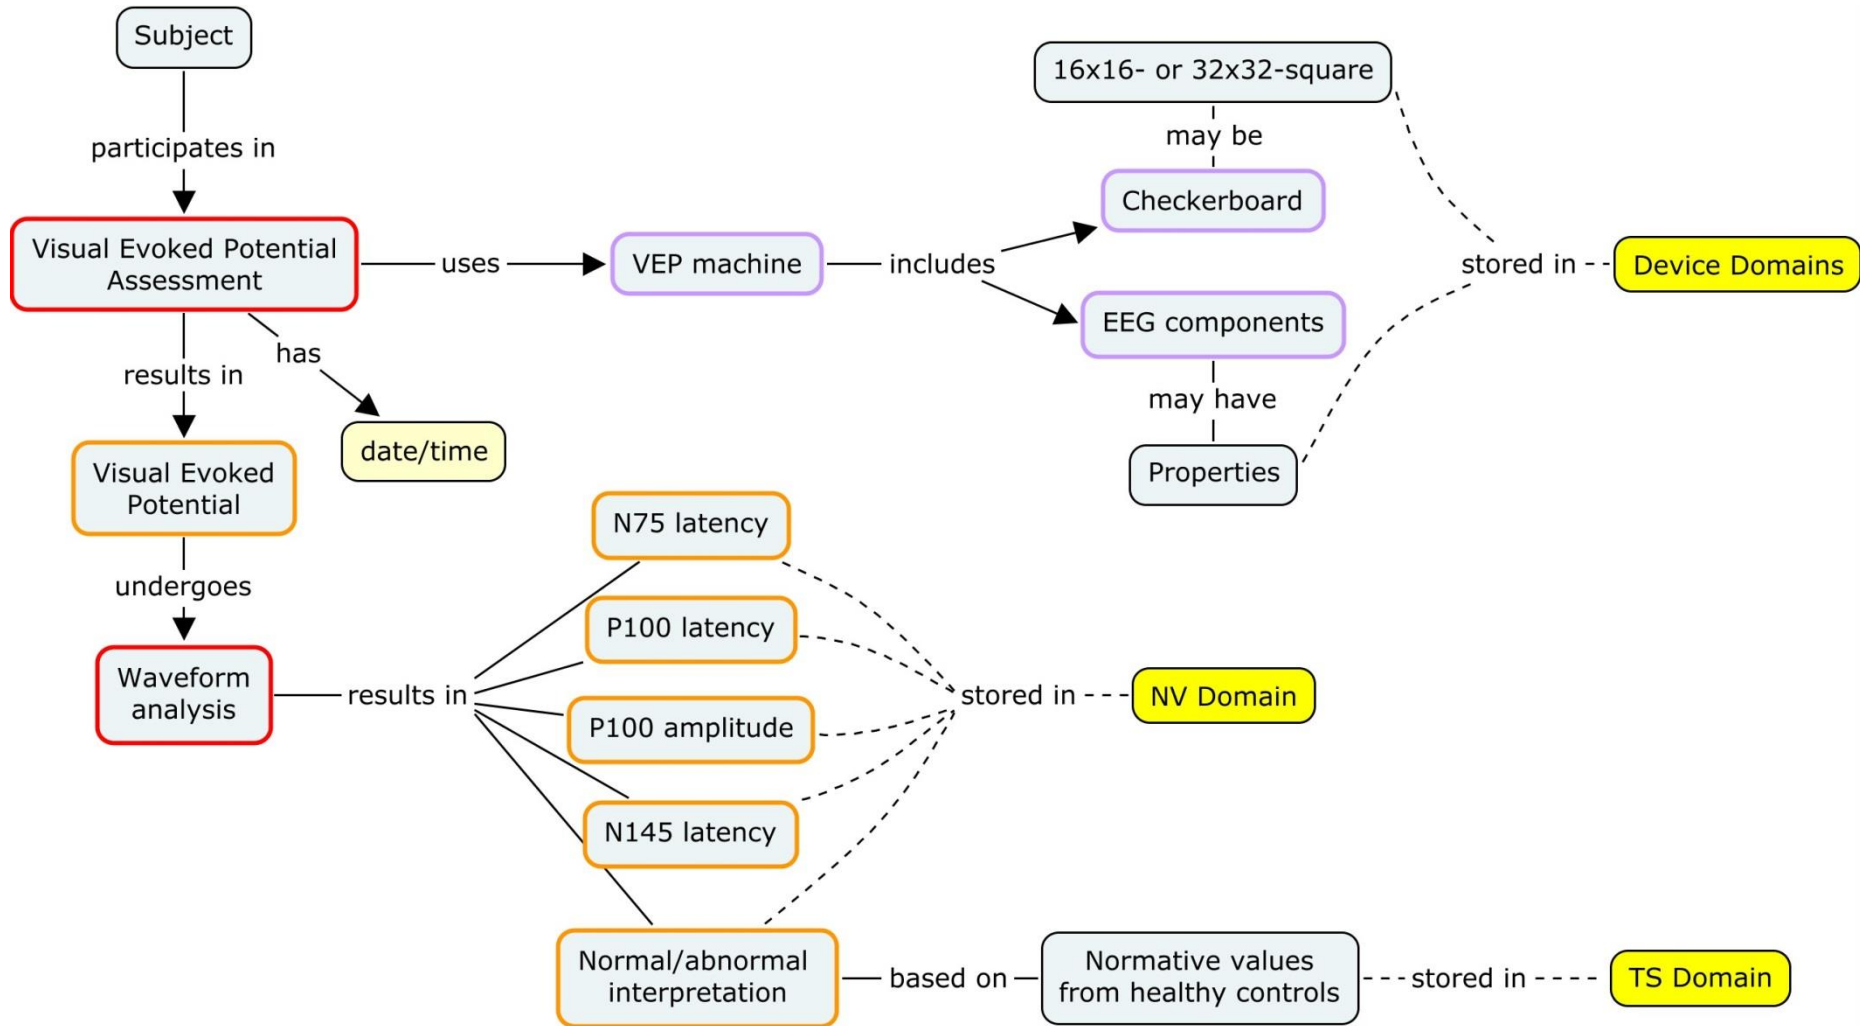 Subject
16x16- or 32x32-square
participates in
may be
Checkerboard
Visual Evoked Potential
Assessment
uses
VEP machine
includes
stored in
Device Domains
EEG components
has
results in
may have
date/time
Visual Evoked
Potential
Properties
N75 latency
undergoes
P100 latency
Waveform
analysis
results in
stored in
NV Domain
P100 amplitude
N145 latency
Normal/abnormal
interpretation
based on
Normative values
from healthy controls
stored in
TS Domain